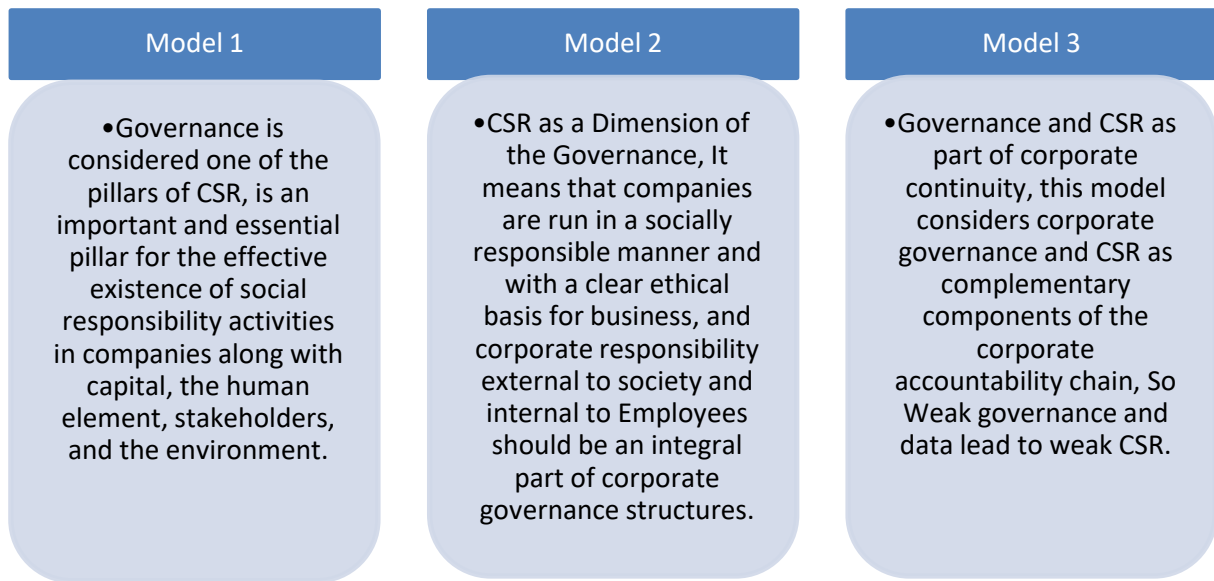 Model 1
•Governance is
considered one of the
pillars of CSR, is an
important and essential
pillar for the effective
existence of social
responsibility activities
in companies along with
capital, the human
element, stakeholders,
and the environment.
Model 2
•CSR as a Dimension of
the Governance, It
means that companies
are run in a socially
responsible manner and
with a clear ethical
basis for business, and
corporate responsibility
external to society and
internal to Employees
should be an integral
part of corporate
governance structures.
Model 3
•Governance and CSR as
part of corporate
continuity, this model
considers corporate
governance and CSR as
complementary
components of the
corporate
accountability chain, So
Weak governance and
data lead to weak CSR.